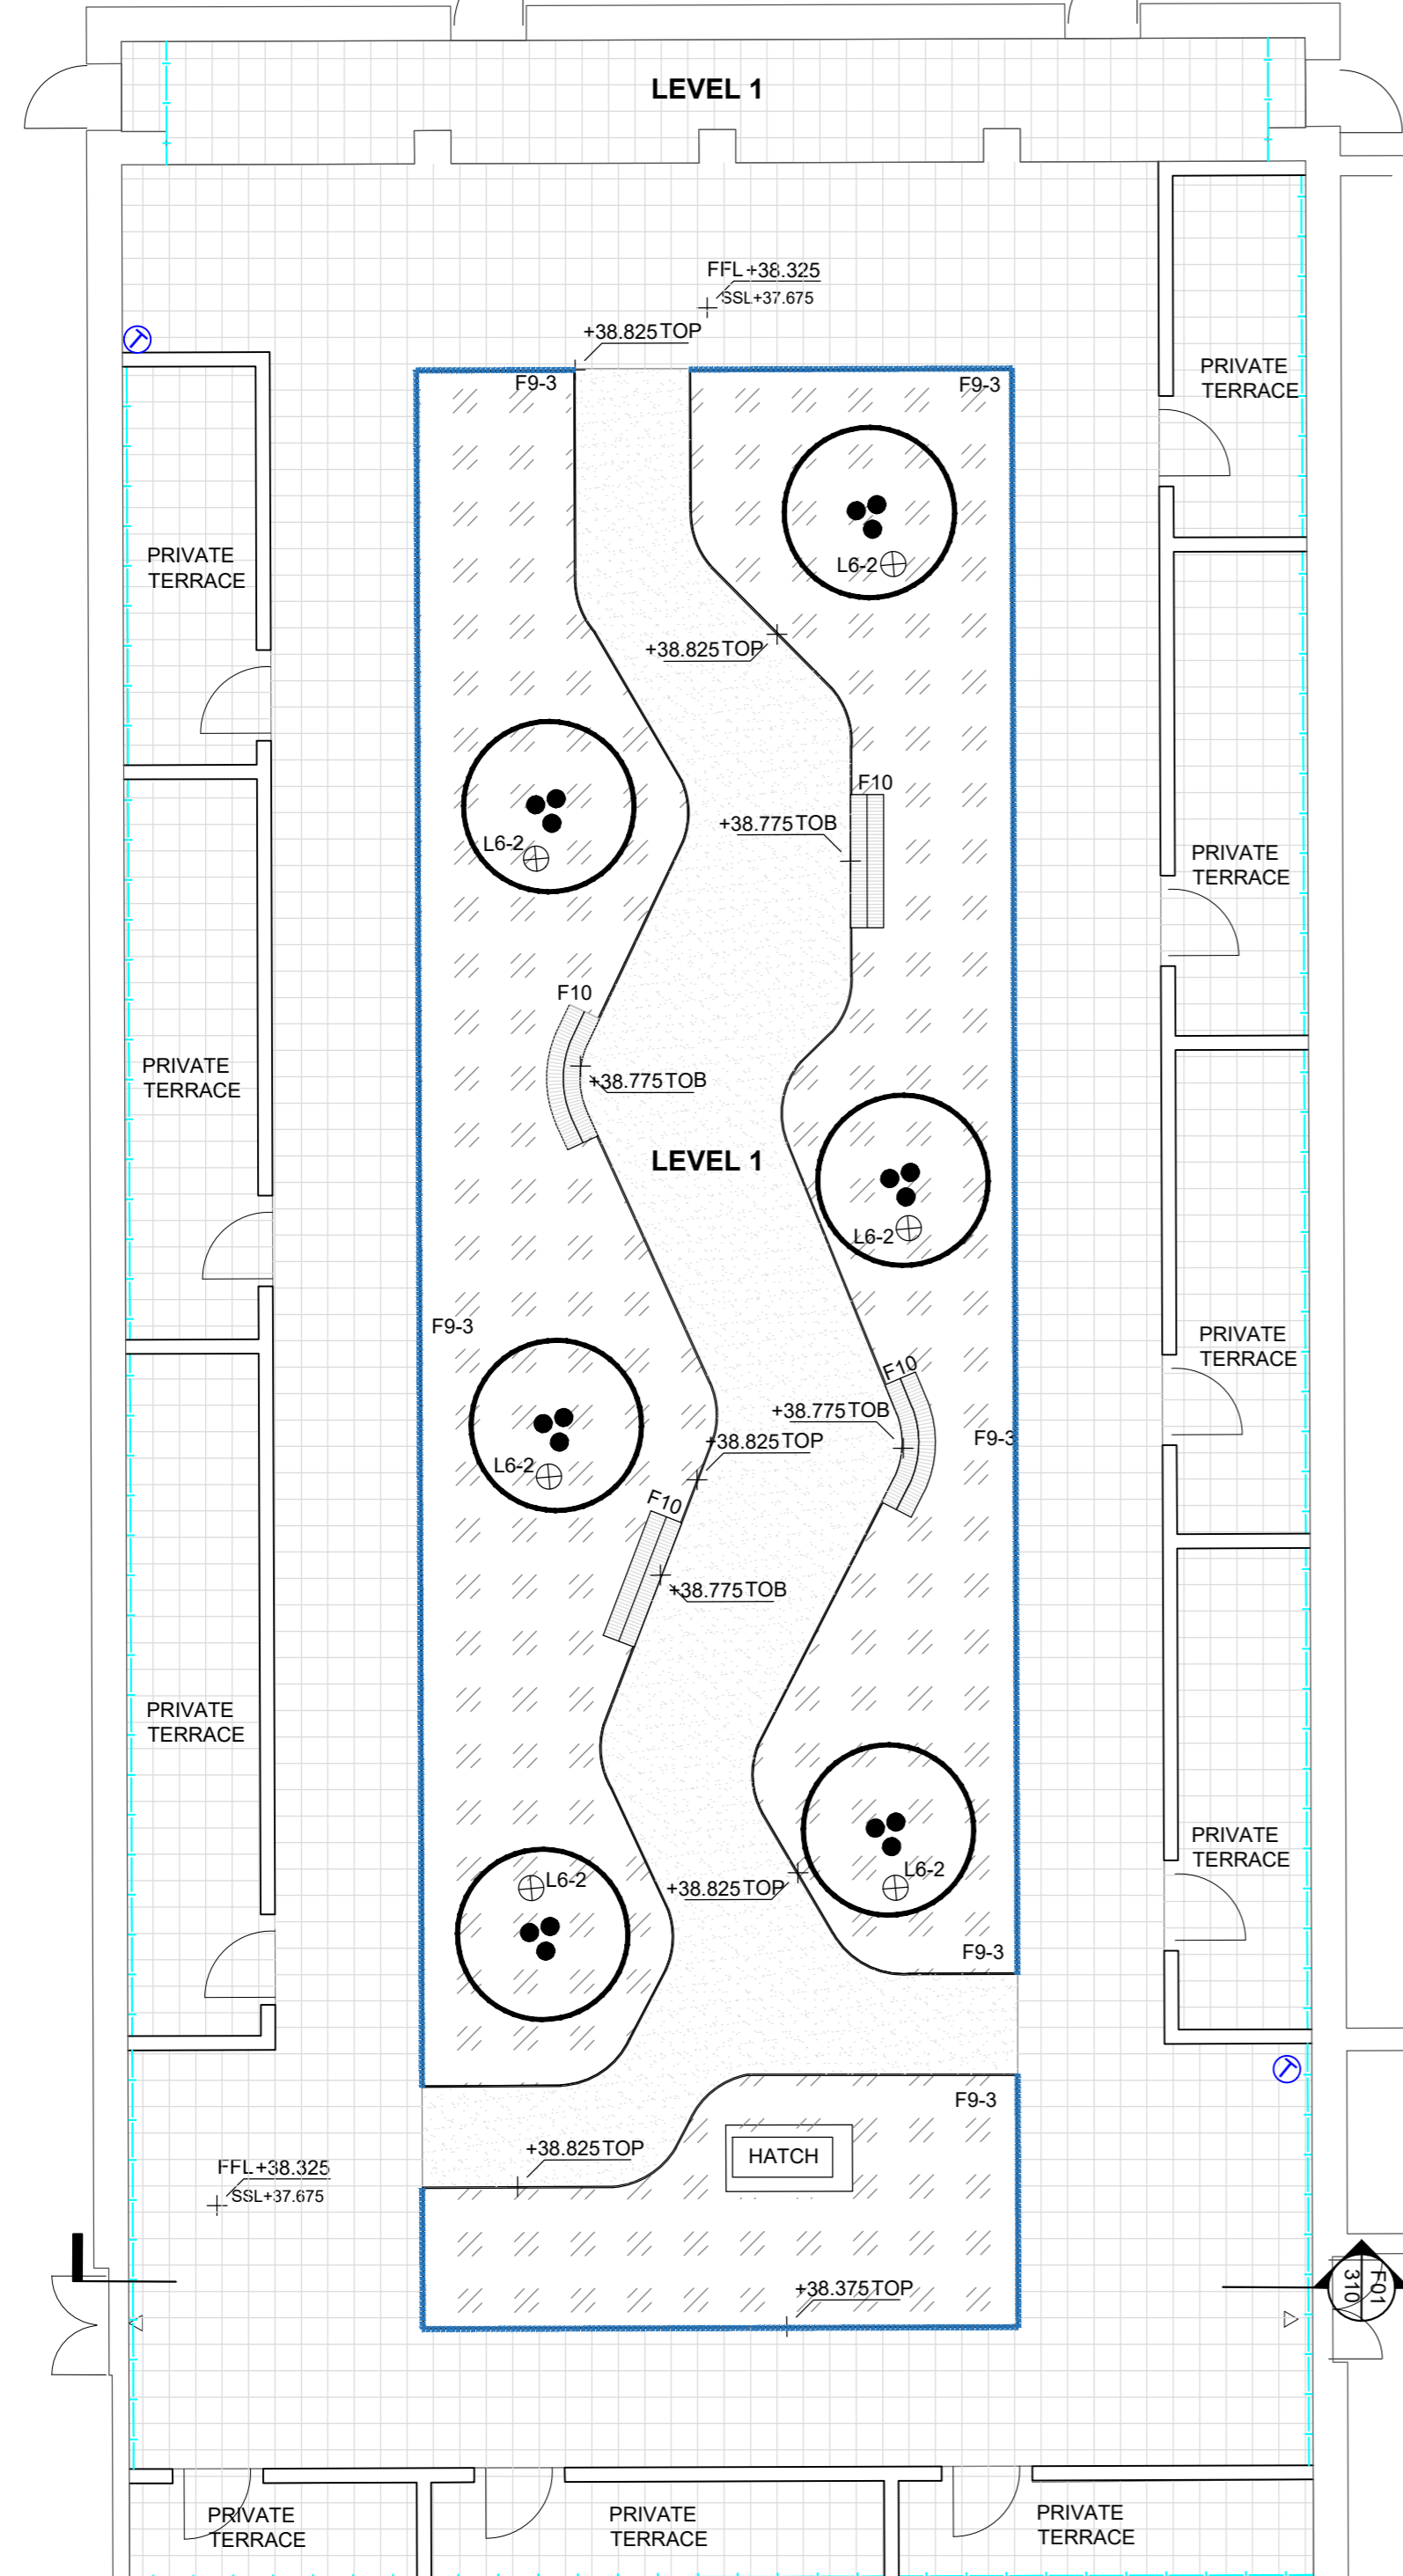 LEVEL 1
FFL+38.325
SSL+37.675
+38.825 TOP
F9-3
F9-3
PRIVATE
TERRACE
L6-2
PRIVATE
TERRACE
+38.825 TOP
F10
+38.775 TOB
L6-2
PRIVATE
TERRACE
F10
PRIVATE
TERRACE
+38.775 TOB
LEVEL 1
L6-2
F9-3
PRIVATE
TERRACE
F10
+38.775 TOB
F9-3
+38.825 TOP
L6-2
F10
+38.775 TOB
PRIVATE
TERRACE
PRIVATE
TERRACE
L6-2
L6-2
+38.825 TOP
F9-3
T
F9-3
+38.825 TOP
HATCH
FFL+38.325
SSL+37.675
L
F01
310
+38.375 TOP
PRIVATE
TERRACE
PRIVATE
TERRACE
PRIVATE
TERRACE
T